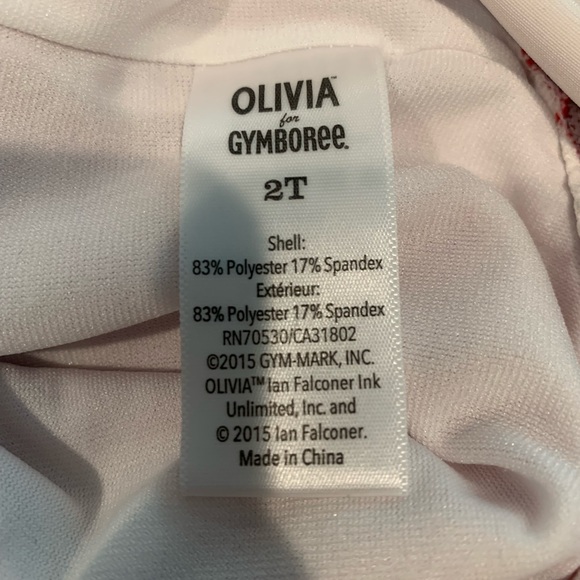 OLIVIA™
for
GYMBOREE.
2T
Shell:
83% Polyester 17% Spandex
Extérieur:
83% Polyester 17% Spandex
RN70530/CA31802
©2015 GYM-MARK, INC.
OLIVIA™ Ian Falconer Ink
Unlimited, Inc. and
© 2015 Ian Falconer.
Made in China